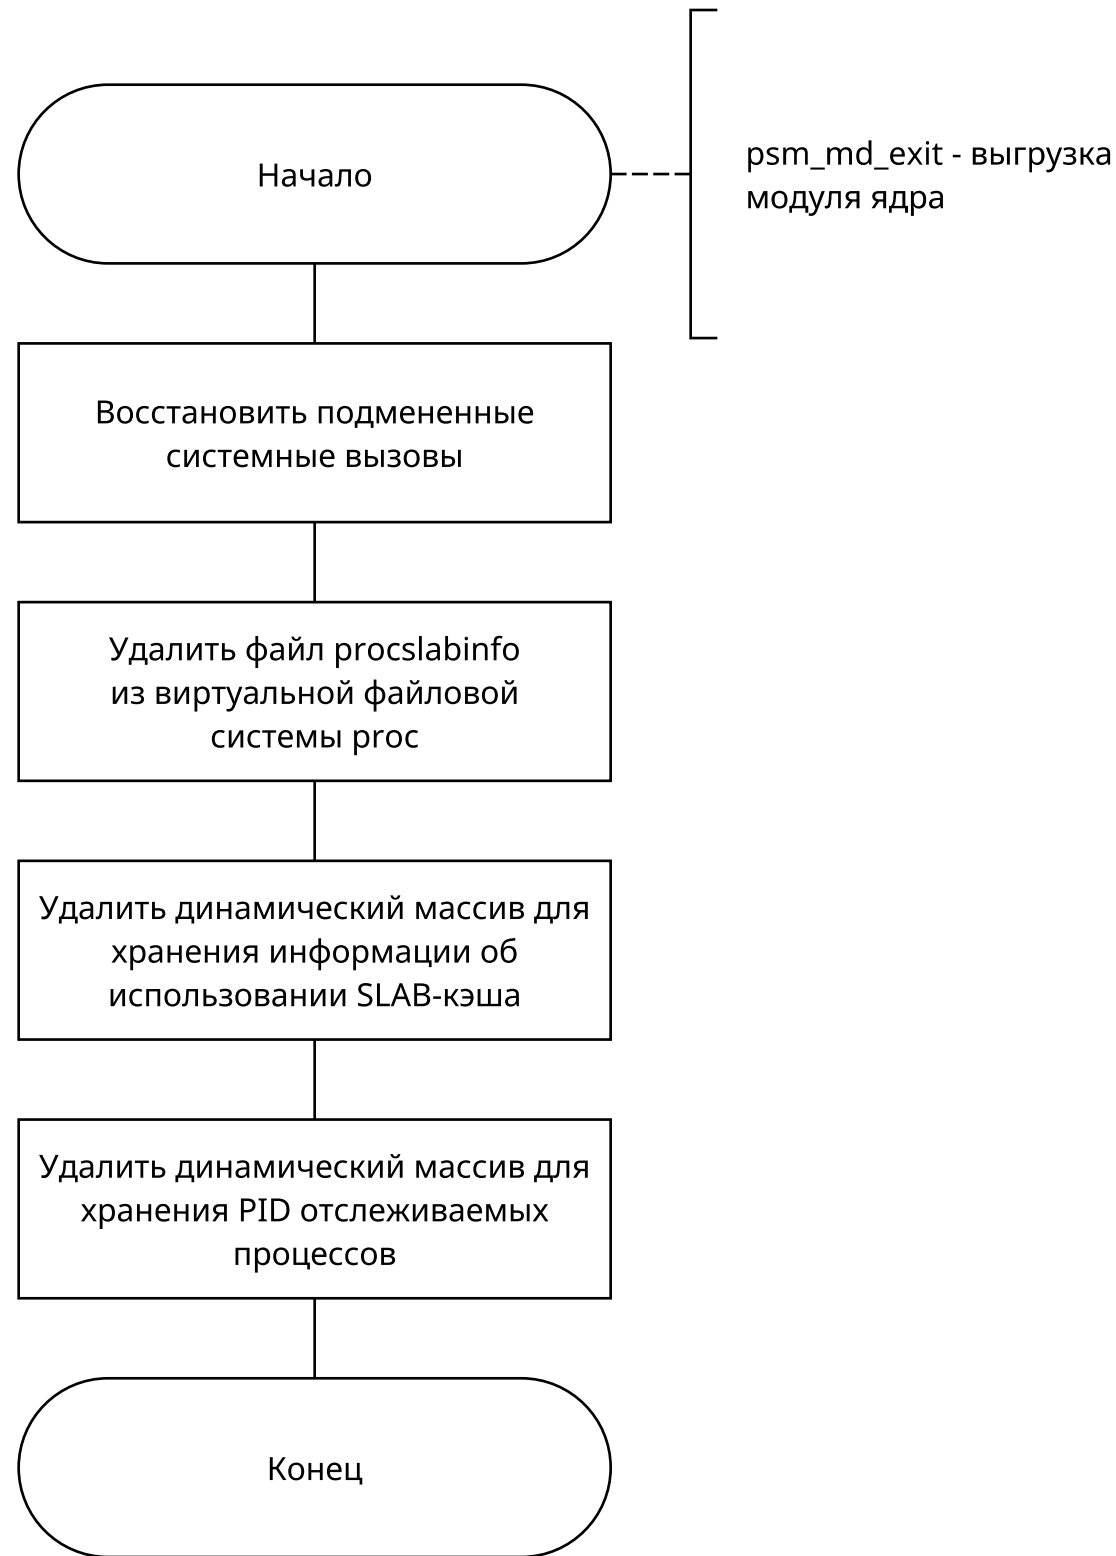 Начало
psm_md_exit - выгрузка
модуля ядра
Восстановить подмененные
системные вызовы
Удалить файл procslabinfo
из виртуальной файловой
системы proc
Удалить динамический массив для
хранения информации об
использовании SLAB-кэша
Удалить динамический массив для
хранения PID отслеживаемых
процессов
Конец